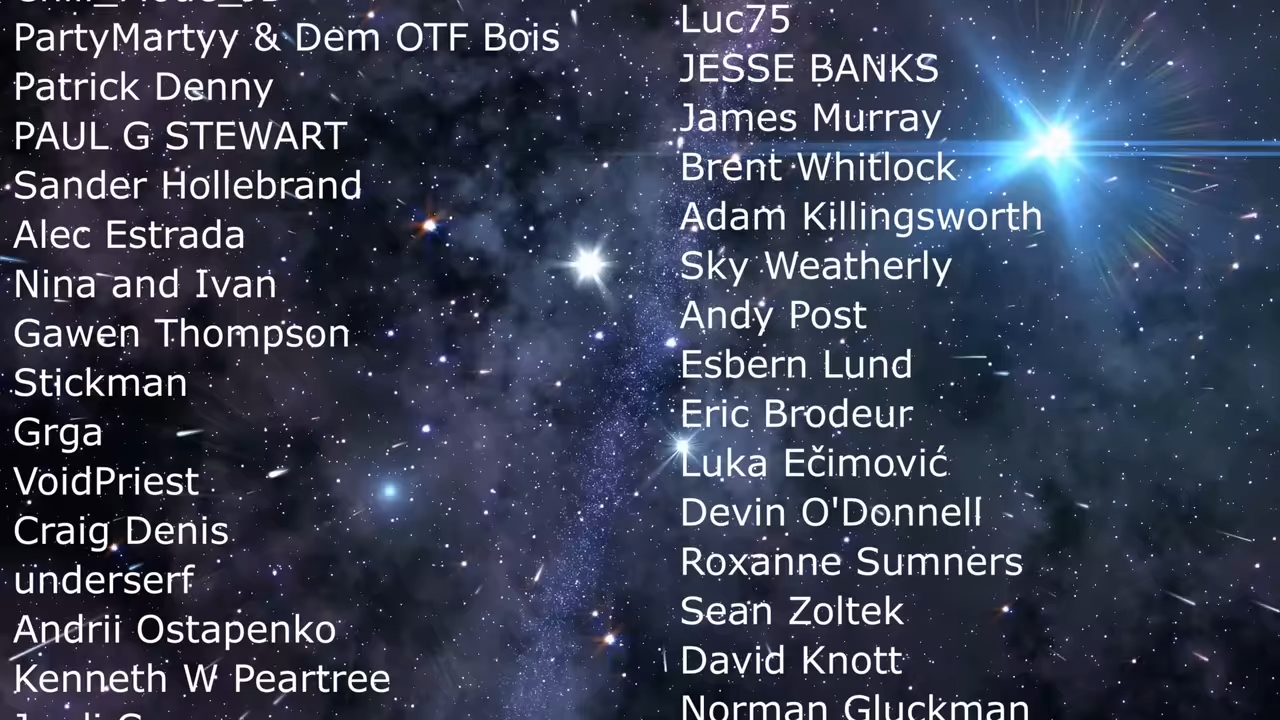 PartyMartyy & Dem OTF Bois
Patrick Denny
PAUL G STEWART
Sander Hollebrand
Alec Estrada
Nina and Ivan
Gawen Thompson
Stickman
Grga
VoidPriest
Craig Denis
underserf
Andrii Ostapenko
Kenneth W Peartree
Luc75
JESSE BANKS
James Murray
Brent Whitlock
Adam Killingsworth
Sky Weatherly
Andy Post
Esbern Lund
Eric Brodeur
Luka Ečimović
Devin O'Donnell
Roxanne Sumners
Sean Zoltek
David Knott
Norman Gluckman